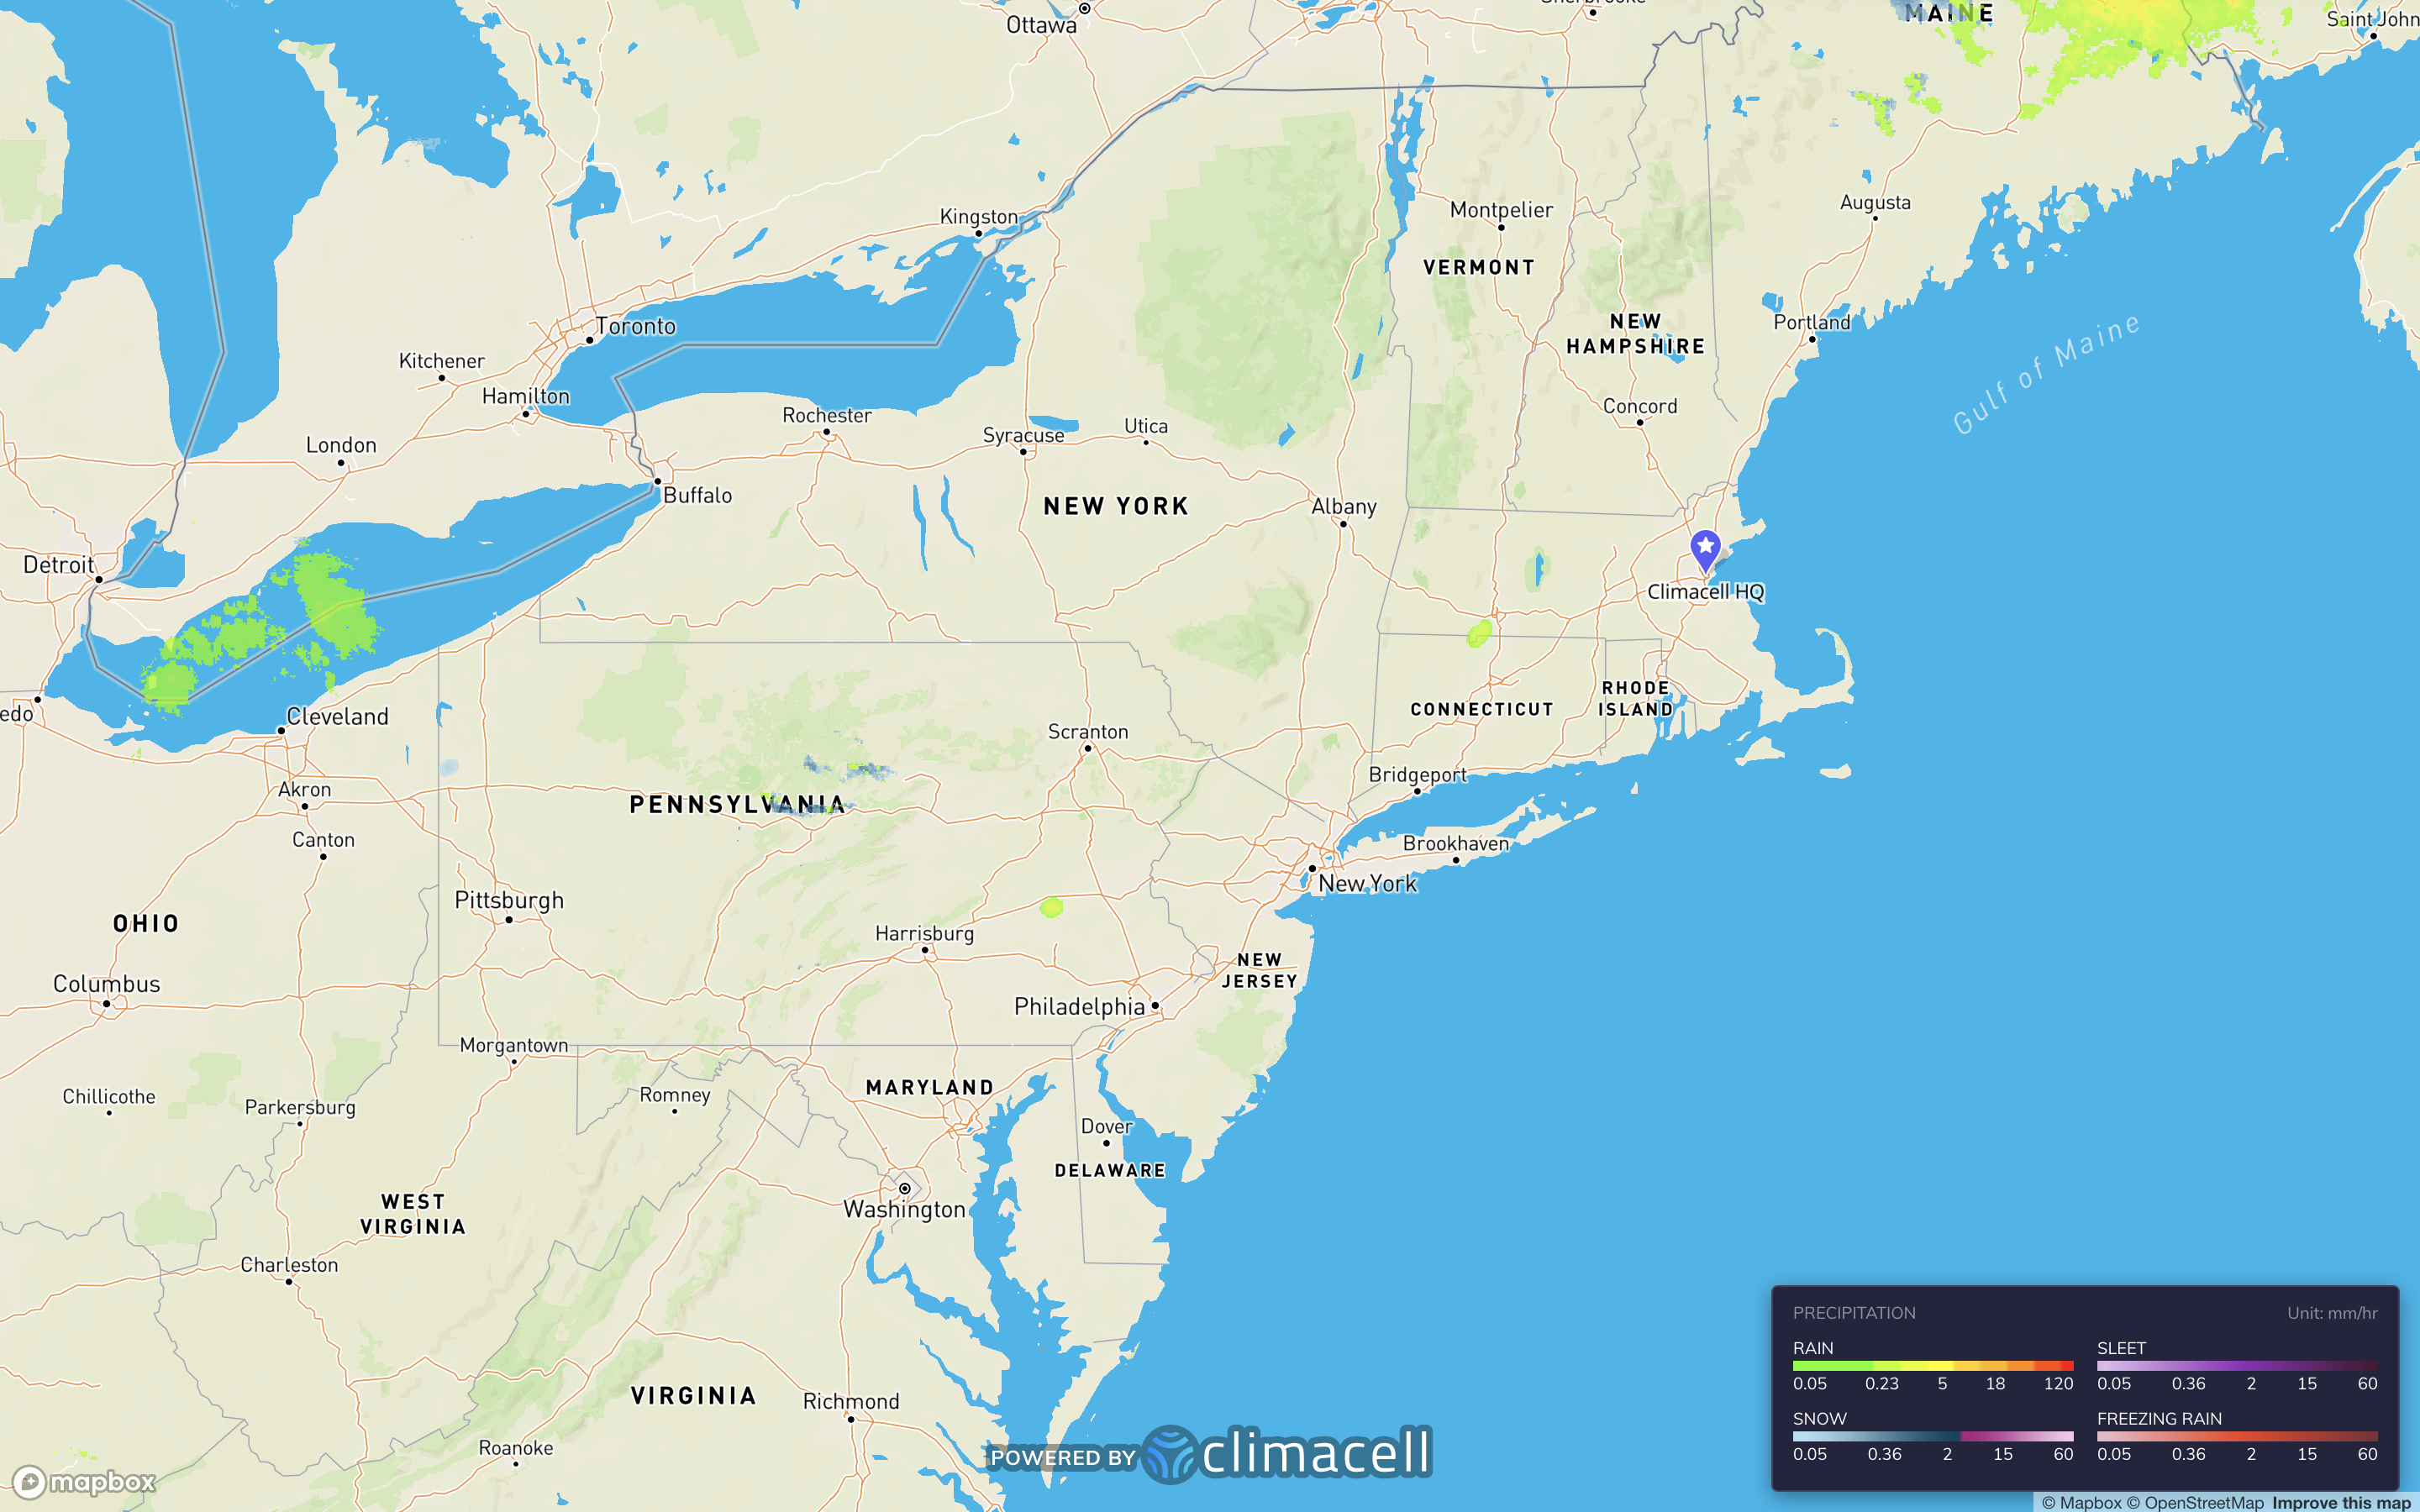 Ottawa
MAINE
Saint John
Kingston
Montpelier
Augusta
VERMONT
Toronto
NEW
HAMPSHIRE
Portland
Gulf of Maine
Kitchener
Hamilton
Rochester
Syracuse
Utica
Concord
London
Buffalo
NEW YORK
Albany
Detroit
Climacell HQ
RHODE
ISLAND
CONNECTICUT
edo
Cleveland
Scranton
Bridgeport
Akron
PENNSYLVANIA
Canton
Brookhaven
New York
Pittsburgh
OHIO
Harrisburg
NEW
JERSEY
Columbus
Philadelphia
Morgantown
MARYLAND
Chillicothe
Parkersburg
Romney
Dover
DELAWARE
WEST
VIRGINIA
Washington
Charleston
VIRGINIA
Richmond
Roanoke
POWERED BY climacell
mapbox
PRECIPITATION Unit: mm/hr
RAIN
0.05 0.23 5 18 120
SLEET
0.05 0.36 2 15 60
SNOW
0.05 0.36 2 15 60
FREEZING RAIN
0.05 0.36 2 15 60
© Mapbox © OpenStreetMap Improve this map